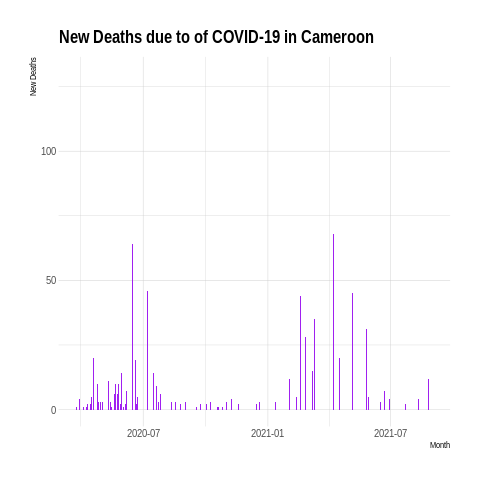 New Deaths due to of COVID-19 in Cameroon
New Deaths
100
50
0
2020-07
2021-01
2021-07
Month